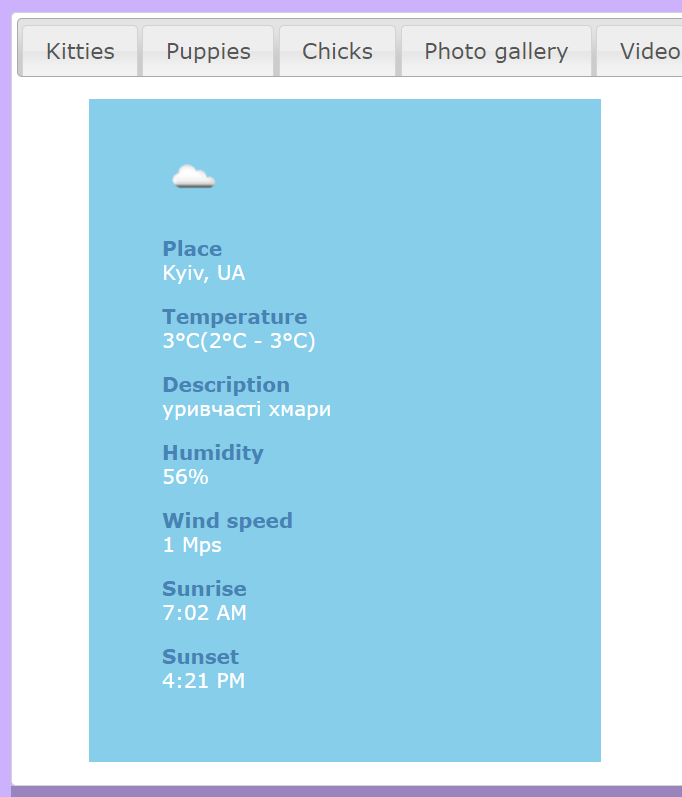 Kitties Puppies Chicks Photo gallery Video
Place
Kyiv, UA
Temperature
3°C(2°C - 3°C)
Description
уривчасті хмари
Humidity
56%
Wind speed
1 Mps
Sunrise
7:02 AM
Sunset
4:21 PM